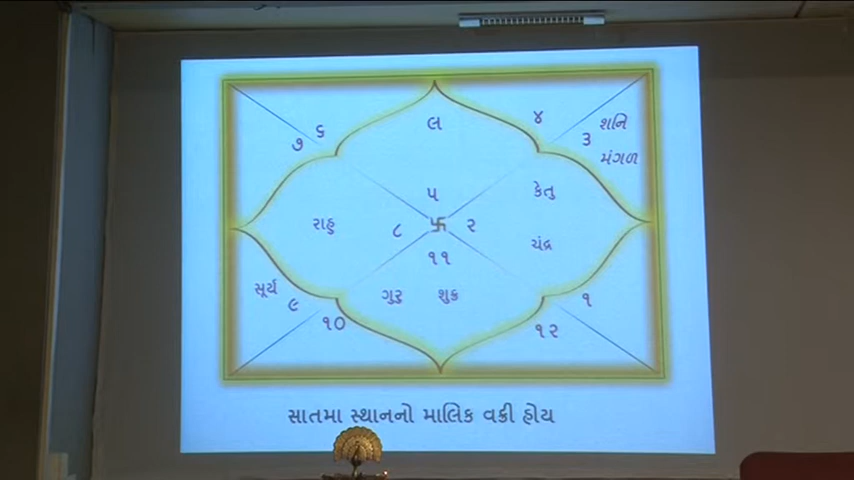 લ
૪
૩
શનિ
મંગળ
૬
૭
૫
કેતુ
રાહુ
૮
૨
ચંદ્ર
૧૧
સૂર્ય
૯
ગુરુ
શુક્ર
૧
૧૦
૧૨
સાતમા સ્થાનનો માલિક વક્રી હોય